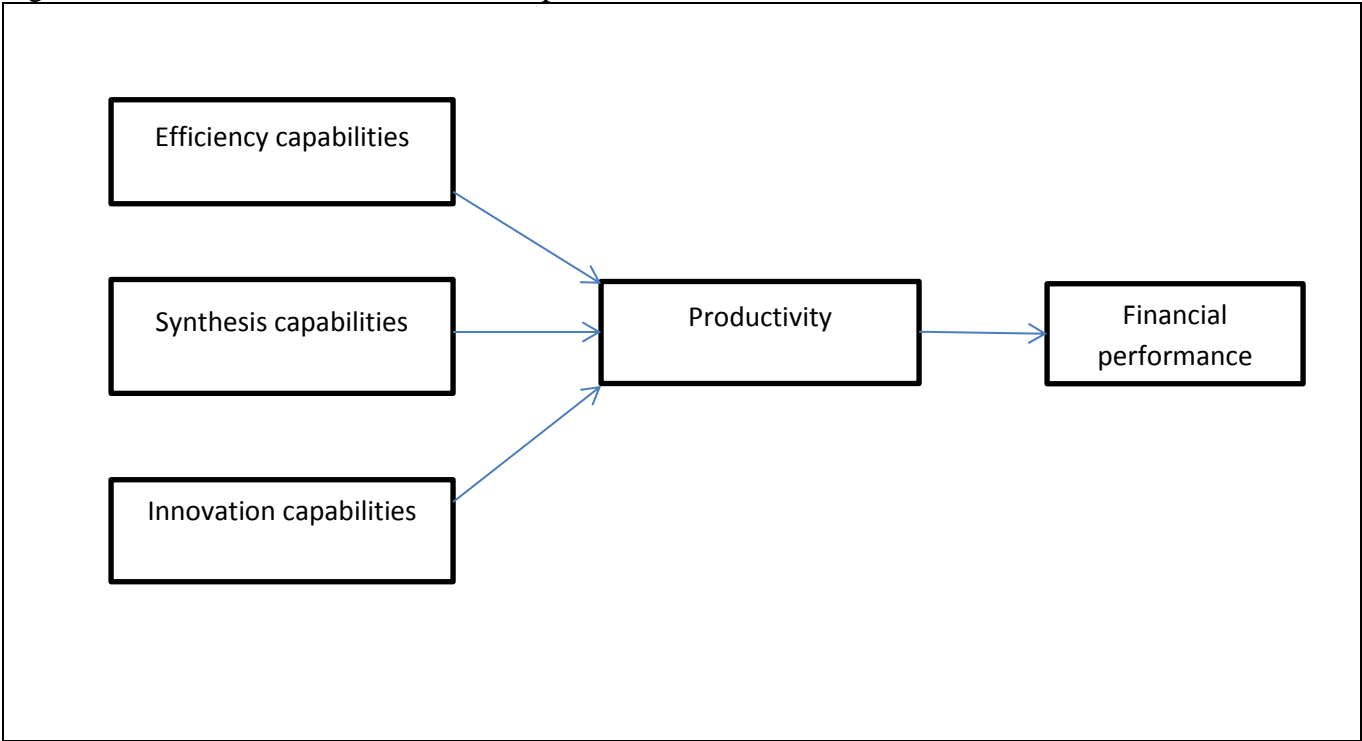 Efficiency capabilities
Synthesis capabilities
Productivity
Financial
performance
Innovation capabilities